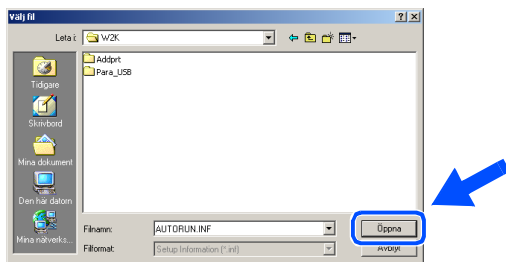 Välj fil
Leta i: W2K
Addprt
Para_USB
Tidigare
Skrivbord
Mina dokument
Den här datorn
Mina nätverks...
Filnamn: AUTORUN.INF Öppna
Filformat: Setup Information (*.inf) Avbryt